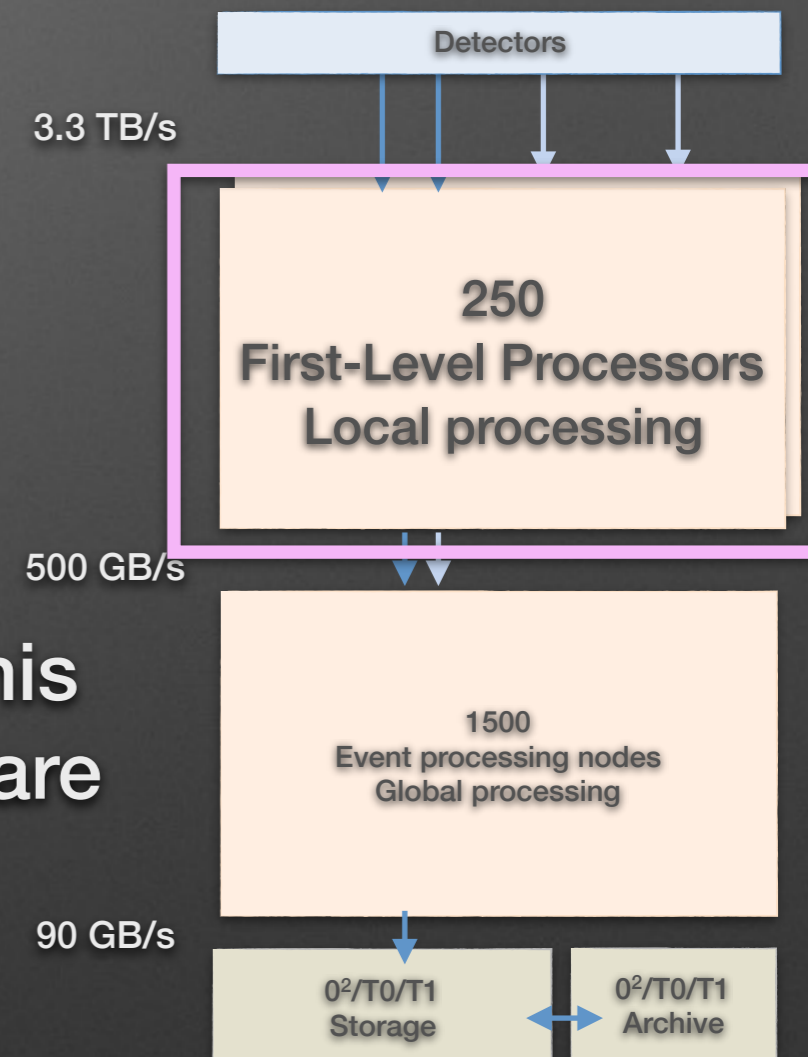 Detectors
3.3 TB/s
250
First-Level Processors
Local processing
500 GB/s
are
1500
Event processing nodes
Global processing
90 GB/s
0²/T0/T1
Storage
0²/T0/T1
Archive